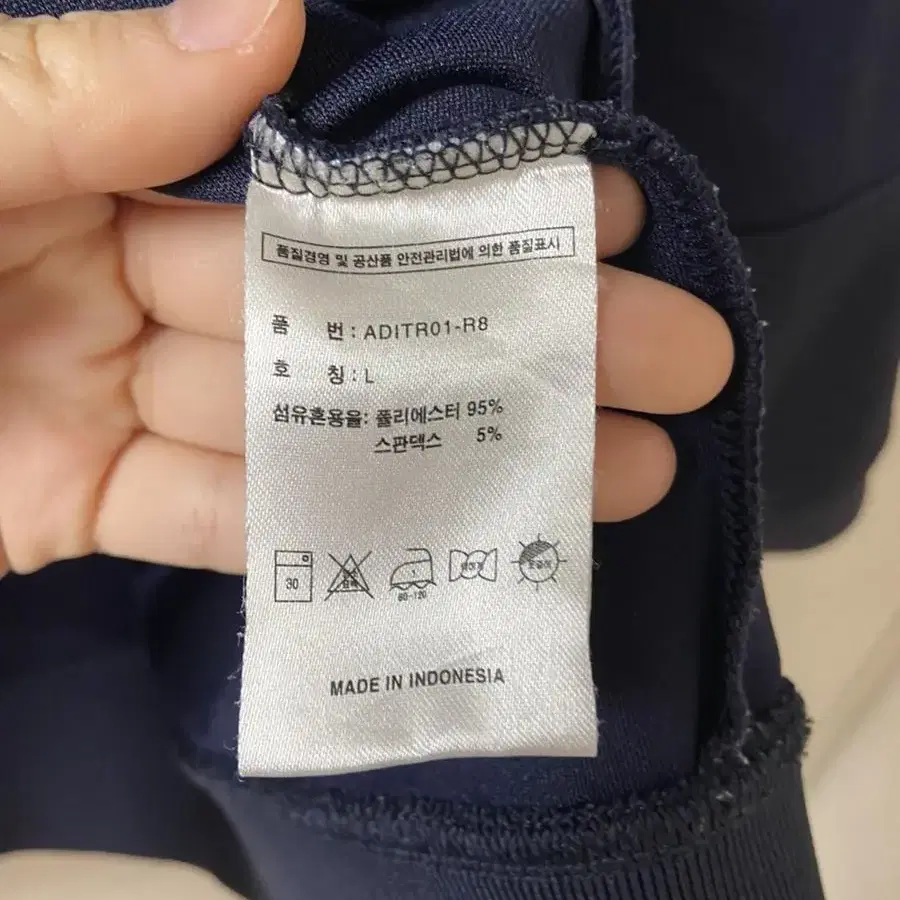 품질경영 및 공산품 안전관리법에 의한 품질표시
품 번 : ADITR01-R8
호 칭 : L
섬유혼용율: 폴리에스터 95%
스판덱스 5%
30
80-120
MADE IN INDONESIA